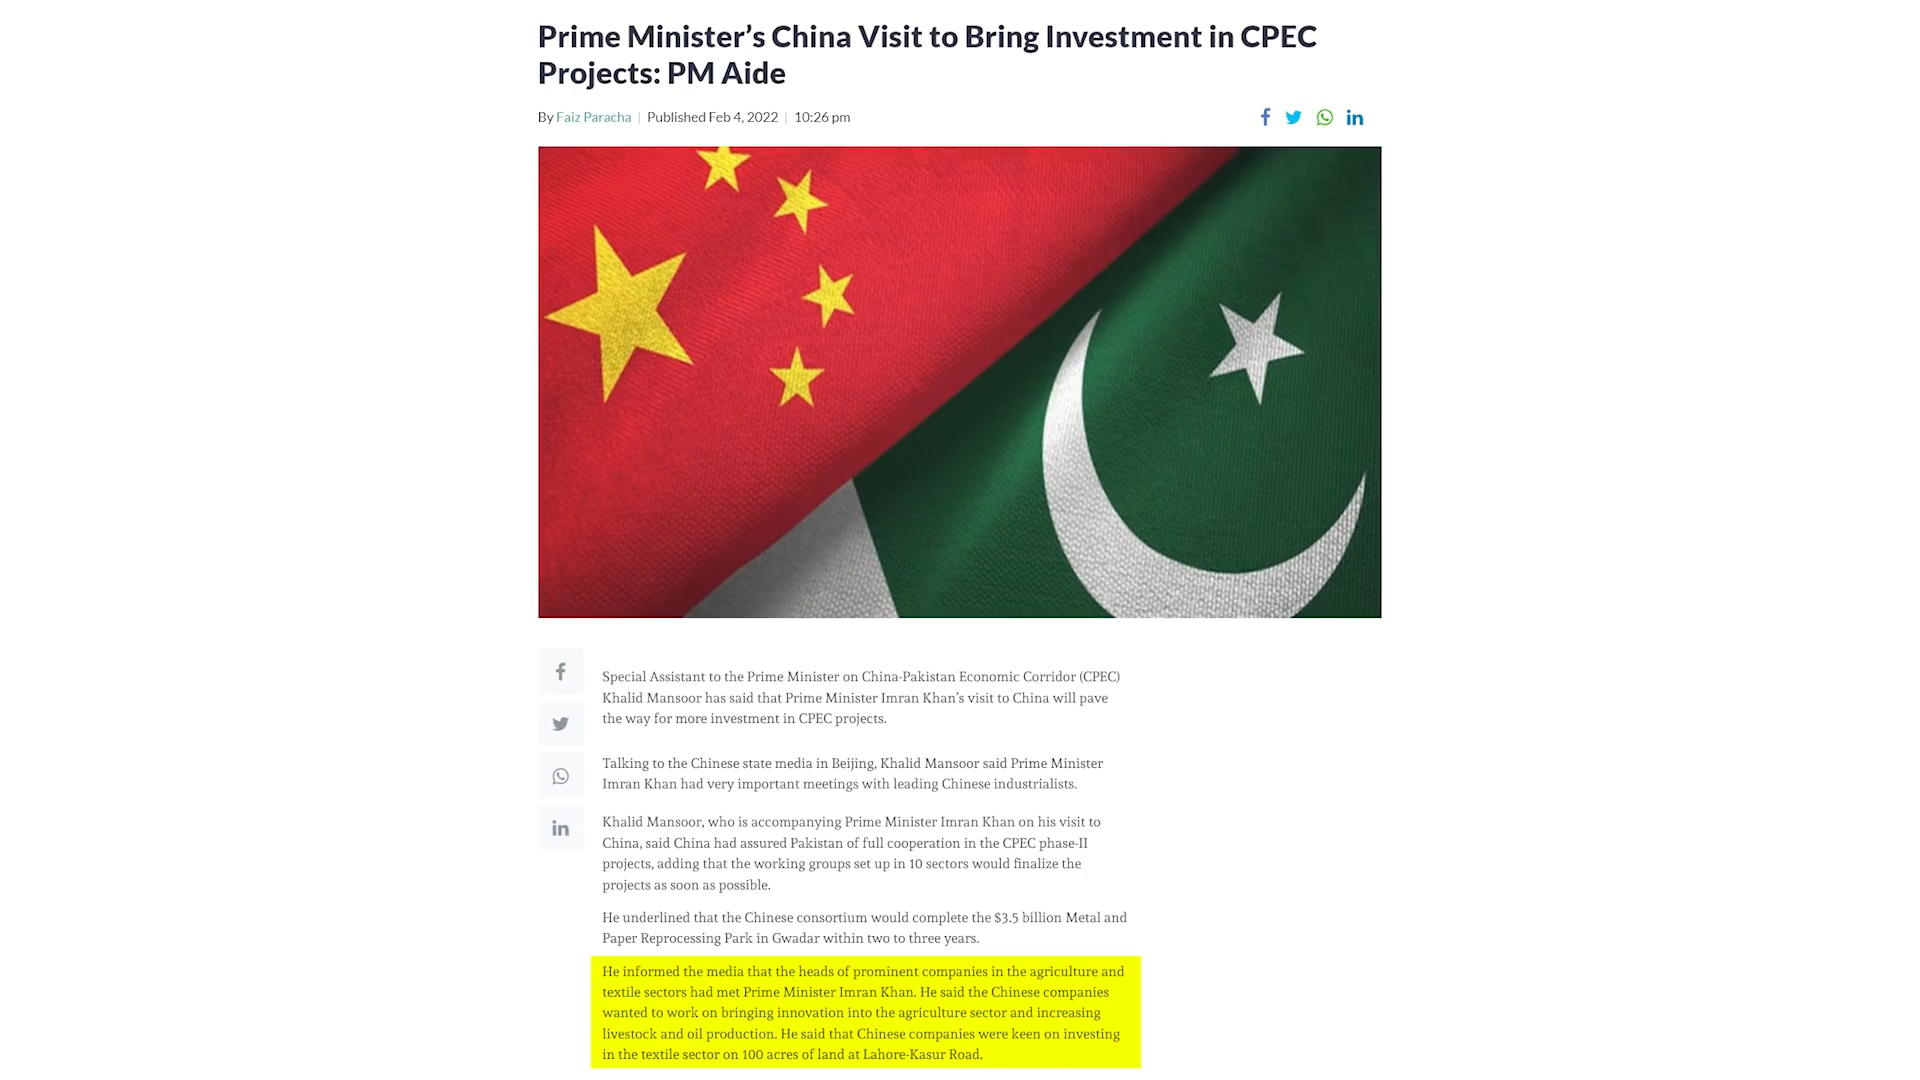 Prime Minister’s China Visit to Bring Investment in CPEC
Projects: PM Aide
By Faiz Paracha | Published Feb 4, 2022 | 10:26 pm
Special Assistant to the Prime Minister on China-Pakistan Economic Corridor (CPEC)
Khalid Mansoor has said that Prime Minister Imran Khan’s visit to China will pave
the way for more investment in CPEC projects.
Talking to the Chinese state media in Beijing, Khalid Mansoor said Prime Minister
Imran Khan had very important meetings with leading Chinese industrialists.
Khalid Mansoor, who is accompanying Prime Minister Imran Khan on his visit to
China, said China had assured Pakistan of full cooperation in the CPEC phase-II
projects, adding that the working groups set up in 10 sectors would finalize the
projects as soon as possible.
He underlined that the Chinese consortium would complete the $3.5 billion Metal and
Paper Reprocessing Park in Gwadar within two to three years.
He informed the media that the heads of prominent companies in the agriculture and
textile sectors had met Prime Minister Imran Khan. He said the Chinese companies
wanted to work on bringing innovation into the agriculture sector and increasing
livestock and oil production. He said that Chinese companies were keen on investing
in the textile sector on 100 acres of land at Lahore-Kasur Road.